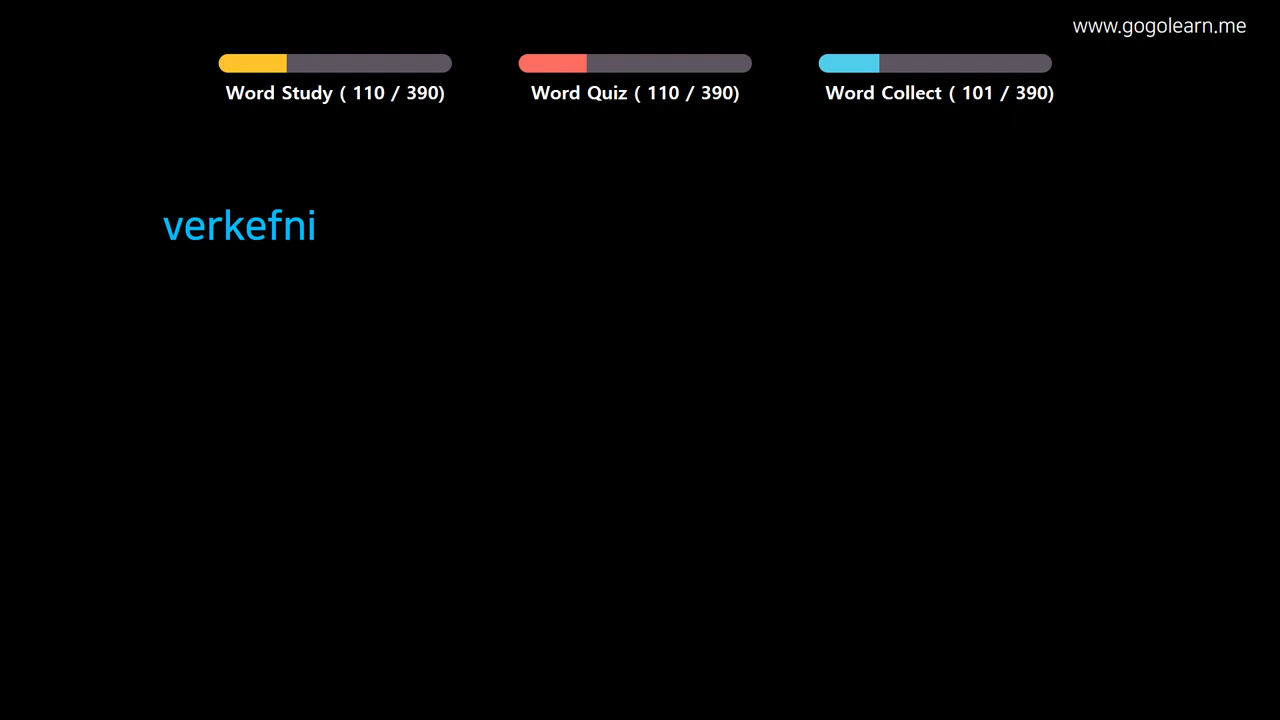 www.gogolearn.me
Word Study ( 110 / 390)
Word Quiz ( 110 / 390)
Word Collect ( 101 / 390)
verkefni